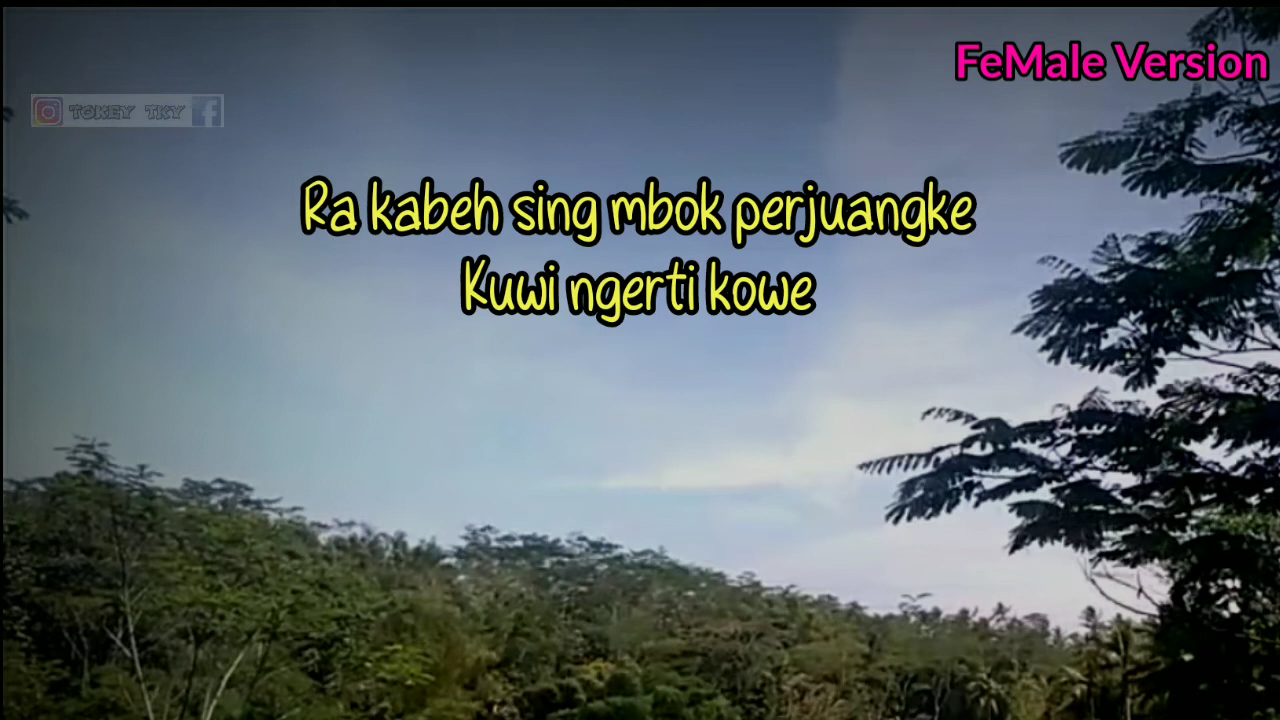 FeMale Version
TOKEY TKY
Ra kabeh sing mbok perjuangke
Kuwi ngerti kowe